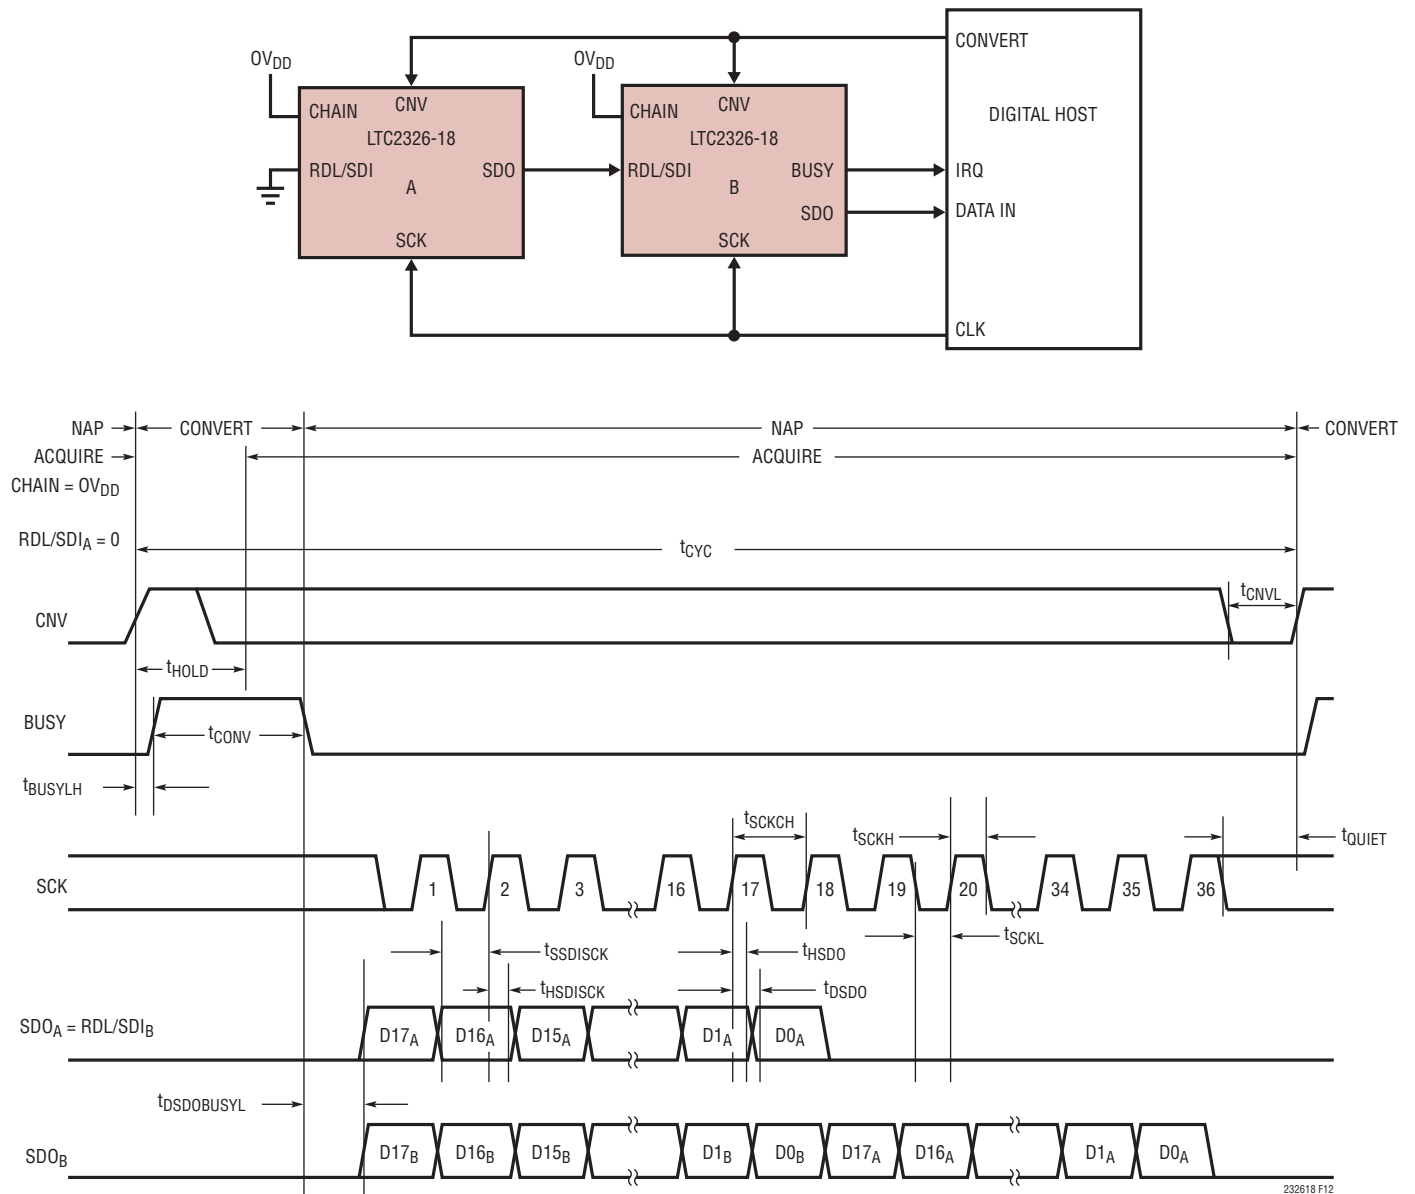 CONVERT
OVDD
OVDD
CHAIN
CNV
CHAIN
CNV
LTC2326-18
LTC2326-18
DIGITAL HOST
RDL/SDI
SDO
RDL/SDI
BUSY
IRQ
A
B
SDO
DATA IN
SCK
SCK
CLK
NAP
CONVERT
NAP
CONVERT
ACQUIRE
ACQUIRE
CHAIN = OVDD
RDL/SDIA = 0
tCYC
CNV
tCNVL
tHOLD
BUSY
tCONV
tBUSYLH
tSCKCH
tSCKH
tQUIET
SCK
1 2 3 16 17 18 19 20 34 35 36
tSCKL
tSSDISCK
tHSDO
tHSDISCK
tDSDO
SDOA = RDL/SDIB
D17A D16A D15A D1A D0A
tDSDOBUSYL
SDOB
D17B D16B D15B D1B D0B D17A D16A D1A D0A
232618 F12